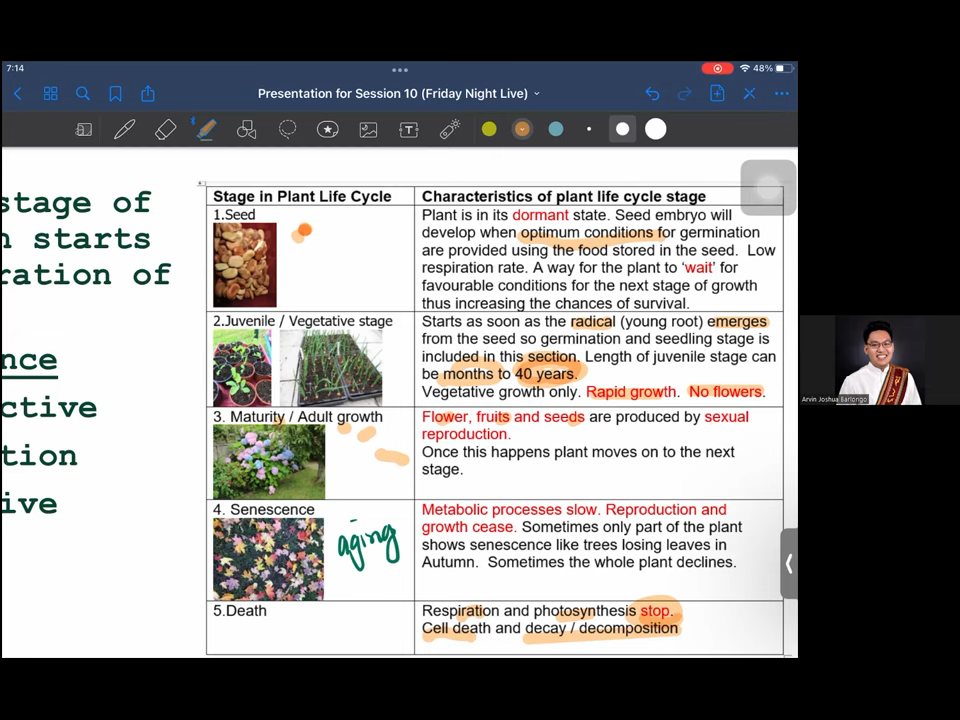 7:14
48%
Presentation for Session 10 (Friday Night Live)
stage of
n starts
ration of
nce
ctive
tion
ive
Stage in Plant Life Cycle
Characteristics of plant life cycle stage
1.Seed
Plant is in its dormant state. Seed embryo will
develop when optimum conditions for germination
are provided using the food stored in the seed. Low
respiration rate. A way for the plant to ‘wait’ for
favourable conditions for the next stage of growth
thus increasing the chances of survival.
2.Juvenile / Vegetative stage
Starts as soon as the radical (young root) emerges
from the seed so germination and seedling stage is
included in this section. Length of juvenile stage can
be months to 40 years.
Vegetative growth only. Rapid growth. No flowers.
3. Maturity / Adult growth
Flower, fruits and seeds are produced by sexual
reproduction.
Once this happens plant moves on to the next
stage.
4. Senescence
aging
Metabolic processes slow. Reproduction and
growth cease. Sometimes only part of the plant
shows senescence like trees losing leaves in
Autumn. Sometimes the whole plant declines.
5.Death
Respiration and photosynthesis stop.
Cell death and decay / decomposition
Arvin Joshua Barlongo